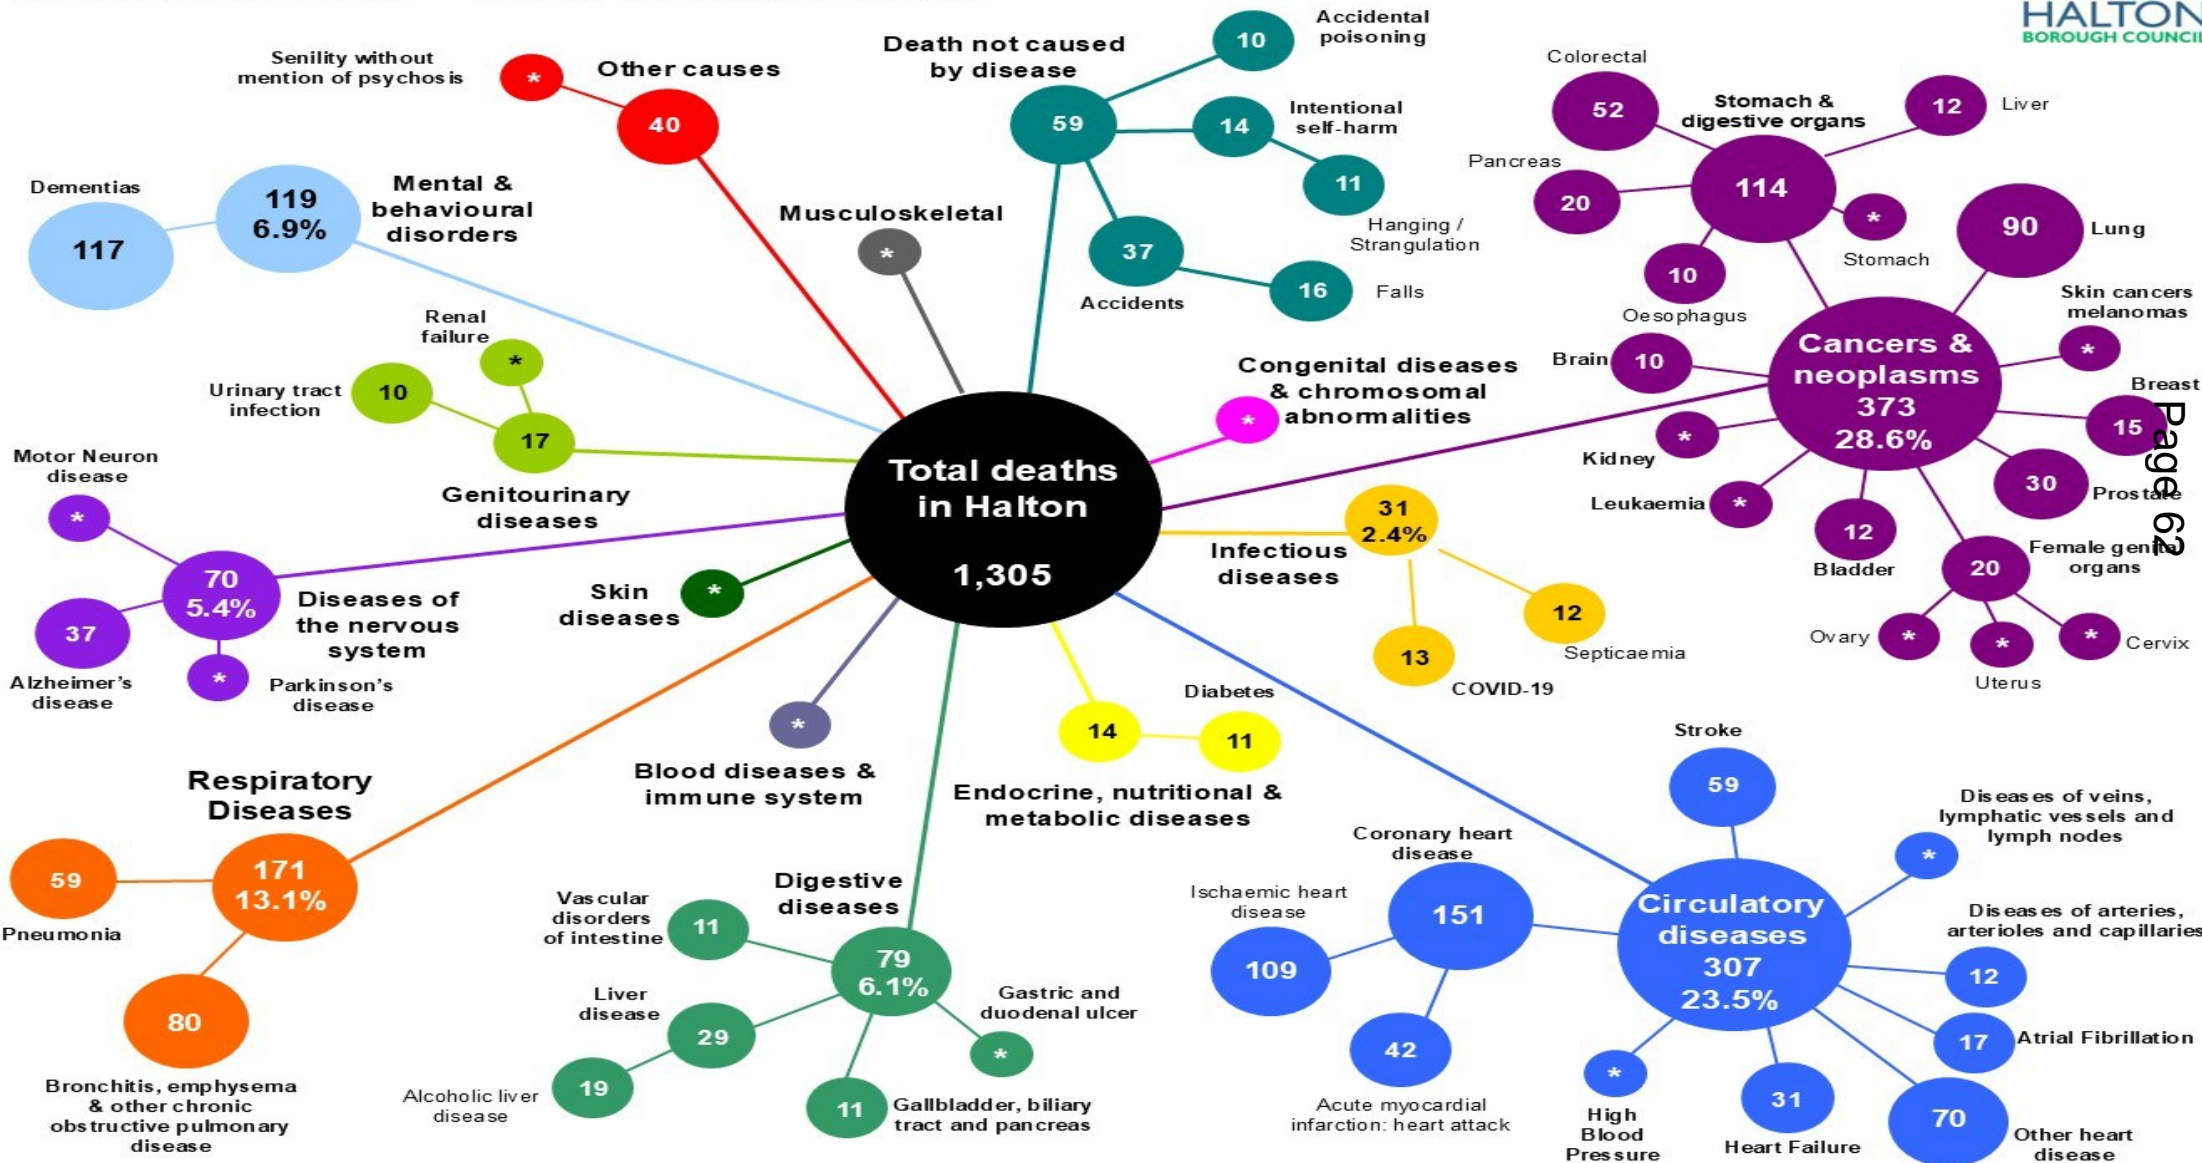 HALTON
BOROUGH COUNCIL
Senility without
mention of psychosis
*
Other causes
40
Death not caused
by disease
59
10
Accidental
poisoning
14
Intentional
self-harm
11
Hanging /
Strangulation
37
Accidents
16
Falls
Dementias
117
119
6.9%
Mental &
behavioural
disorders
Musculoskeletal
*
Renal
failure
*
Urinary tract
infection
10
17
Genitourinary
diseases
Congenital diseases
& chromosomal
abnormalities
*
Colorectal
52
Stomach &
digestive organs
114
12
Liver
Pancreas
20
10
Oesophagus
*
Stomach
90
Lung
Skin cancers
melanomas
*
Cancers &
neoplasms
373
28.6%
Brain
10
Breast
15
Kidney
*
Leukaemia
*
12
Bladder
30
Prostate
20
Female genital
organs
Ovary
*
*
Uterus
*
Cervix
Page 62
Total deaths
in Halton
1,305
Motor Neuron
disease
*
70
5.4%
Diseases of
the nervous
system
37
Alzheimer's
disease
*
Parkinson's
disease
Skin
diseases
*
Infectious
diseases
31
2.4%
13
COVID-19
12
Septicaemia
*
Blood diseases &
immune system
14
Diabetes
11
Endocrine, nutritional &
metabolic diseases
Respiratory
Diseases
171
13.1%
59
Pneumonia
80
Bronchitis, emphysema
& other chronic
obstructive pulmonary
disease
Digestive
diseases
79
6.1%
Vascular
disorders
of intestine
11
Liver
disease
29
Alcoholic liver
disease
19
11
Gallbladder, biliary
tract and pancreas
Gastric and
duodenal ulcer
*
Circulatory
diseases
307
23.5%
Stroke
59
Coronary heart
disease
151
Ischaemic heart
disease
109
42
Acute myocardial
infarction: heart attack
Diseases of veins,
lymphatic vessels and
lymph nodes
*
Diseases of arteries,
arterioles and capillaries
12
17
Atrial Fibrillation
*
High
Blood
Pressure
31
Heart Failure
70
Other heart
disease